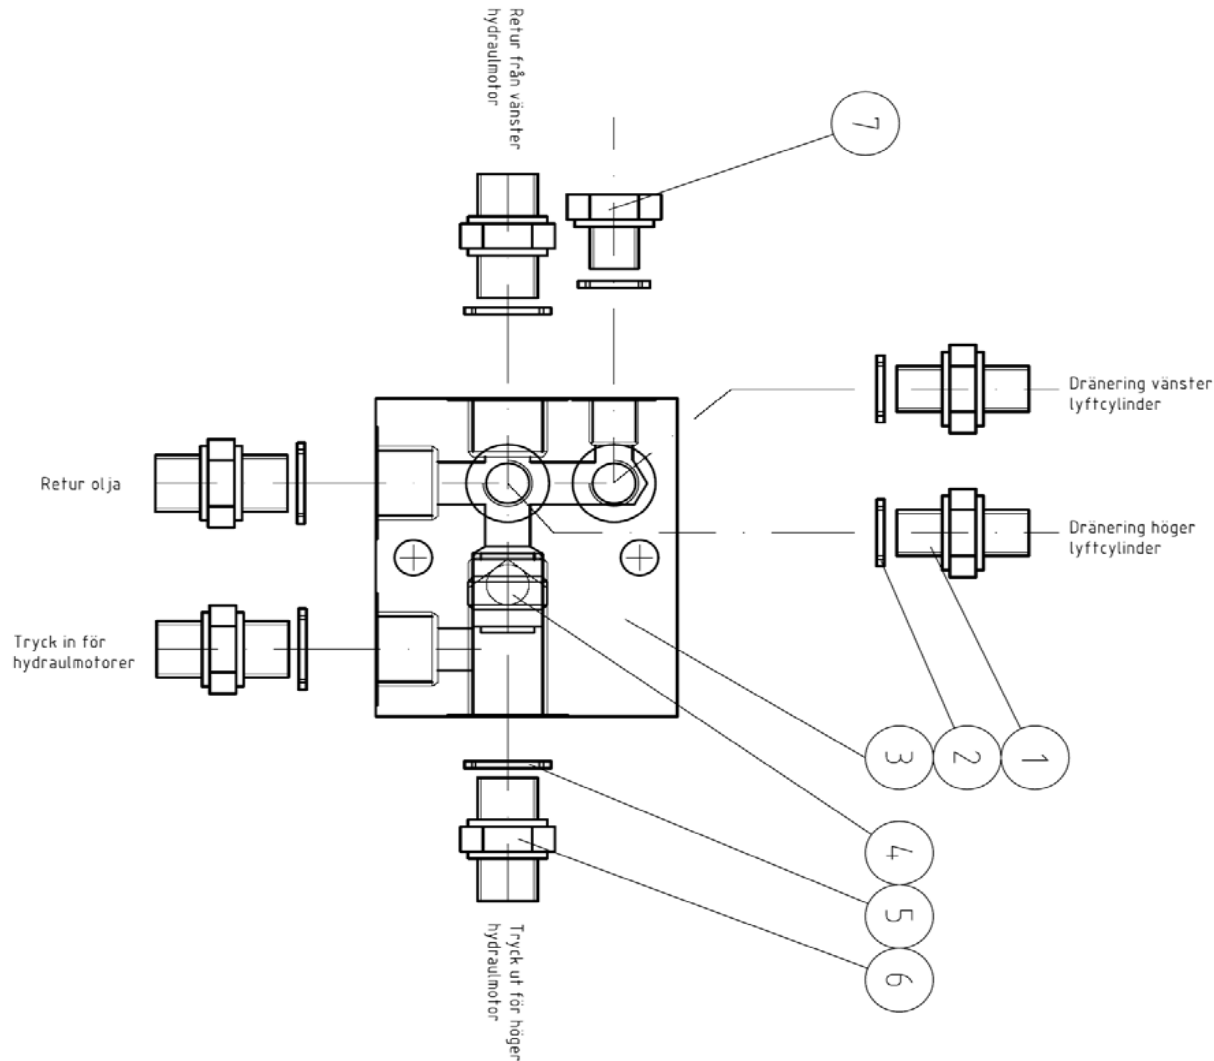 Retur från vänster
hydraulmotor
7
Dränering vänster
lyftcylinder
Retur olja
Dränering höger
lyftcylinder
Tryck in för
hydraulmotorer
3
2
1
4
5
6
Tryck ut för höger
hydraulmotor